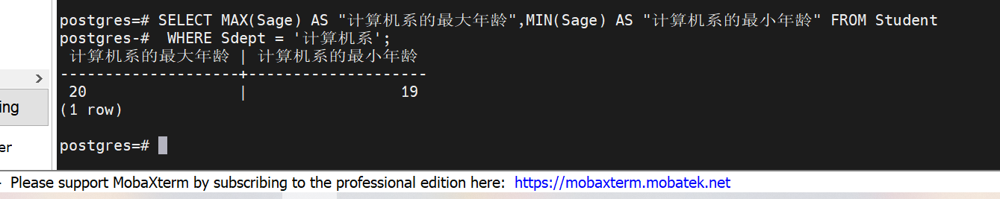 postgres=# SELECT MAX(Sage) AS "计算机系的最大年龄",MIN(Sage) AS "计算机系的最小年龄" FROM Student
postgres-#  WHERE Sdept = '计算机系';
计算机系的最大年龄 | 计算机系的最小年龄
--------------------+--------------------
20 | 19
(1 row)
ing
postgres=#
er
Please support MobaXterm by subscribing to the professional edition here: https://mobaxterm.mobatek.net